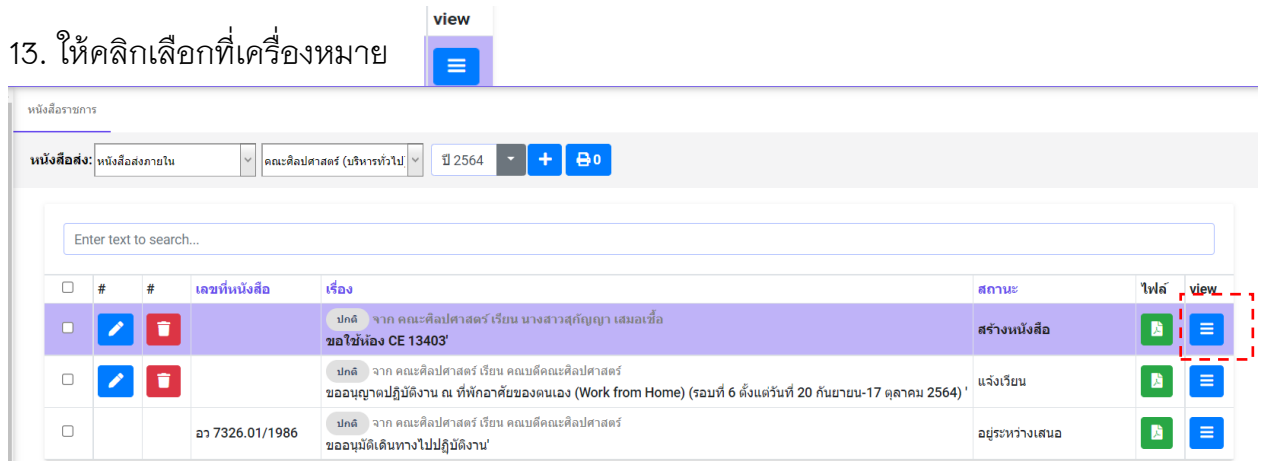 view
13. ให้คลิกเลือกที่เครื่องหมาย
หนังสือราชการ
หนังสือส่ง: หนังสือส่งภายใน คณะศิลปศาสตร์ (บริหารทั่วไป ปี 2564 + 0
Enter text to search...
# # เลขที่หนังสือ เรื่อง สถานะ ไฟล์ view
ปกติ จาก คณะศิลปศาสตร์ เรียน นางสาวสุกัญญา เสมอเชื้อ
ขอใช้ห้อง CE 13403' สร้างหนังสือ
ปกติ จาก คณะศิลปศาสตร์ เรียน คณบดีคณะศิลปศาสตร์
ขออนุญาตปฏิบัติงาน ณ ที่พักอาศัยของตนเอง (Work from Home) (รอบที่ 6 ตั้งแต่วันที่ 20 กันยายน-17 ตุลาคม 2564) ' แจ้งเวียน
ปกติ จาก คณะศิลปศาสตร์ เรียน คณบดีคณะศิลปศาสตร์
อว 7326.01/1986 ขออนุมัติเดินทางไปปฏิบัติงาน' อยู่ระหว่างเสนอ